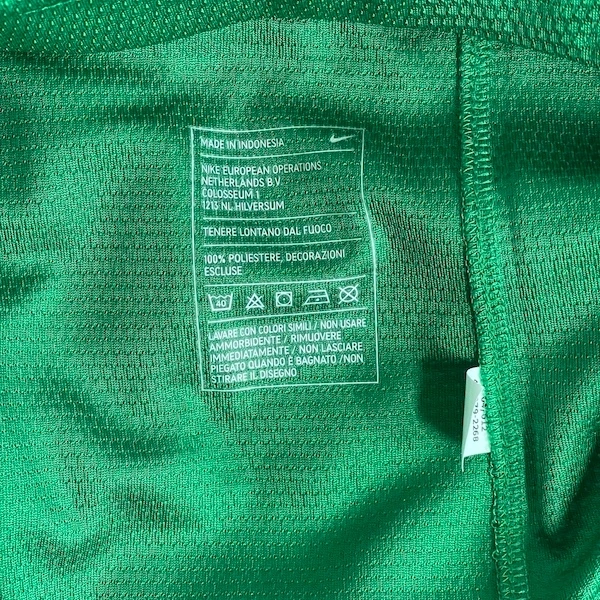 MADE IN INDONESIA
NIKE EUROPEAN OPERATIONS
NETHERLANDS B.V
COLOSSEUM 1
1213 NL HILVERSUM
TENERE LONTANO DAL FUOCO
100% POLIESTERE, DECORAZIONI
ESCLUSE
40
LAVARE CON COLORI SIMILI / NON USARE
AMMORBIDENTE / RIMUOVERE
IMMEDIATAMENTE / NON LASCIARE
PIEGATO QUANDO È BAGNATO /NON
STIRARE IL DISEGNO